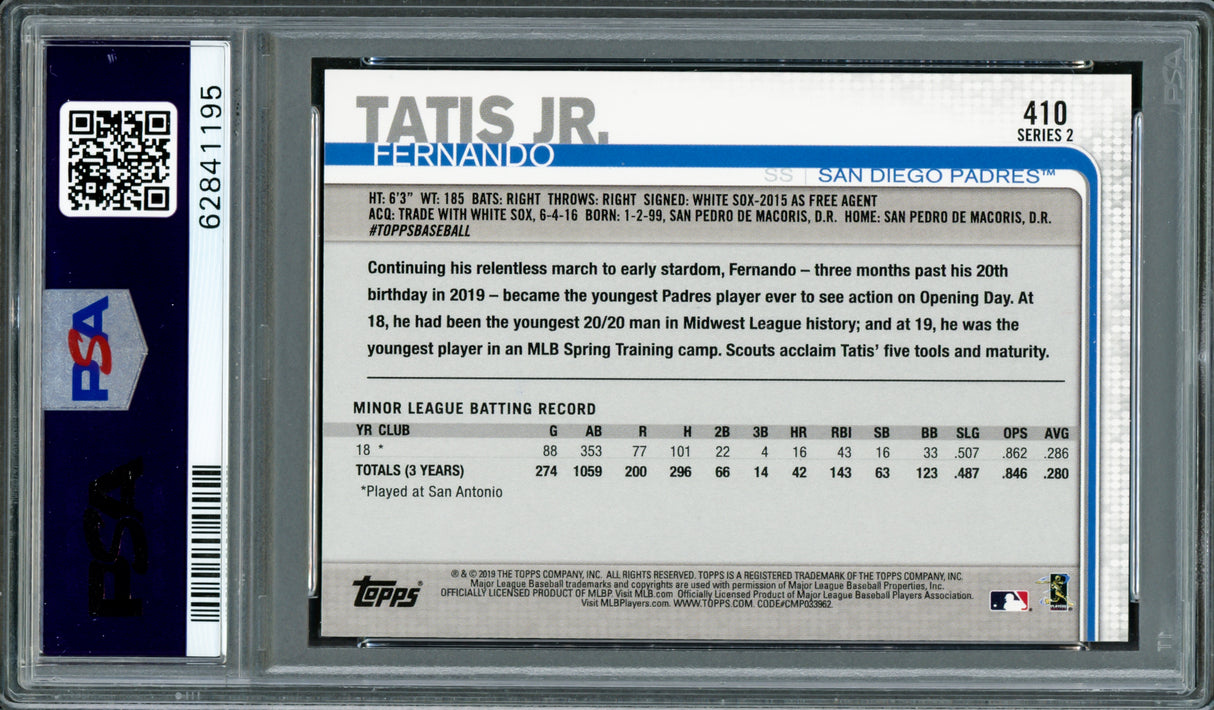 PSA
62841195
PSA
PSA
TATIS JR.
FERNANDO
410
SERIES 2
SS | SAN DIEGO PADRES™
HT: 6'3" WT: 185 BATS: RIGHT THROWS: RIGHT SIGNED: WHITE SOX-2015 AS FREE AGENT
ACQ: TRADE WITH WHITE SOX, 6-4-16 BORN: 1-2-99, SAN PEDRO DE MACORIS, D.R. HOME: SAN PEDRO DE MACORIS, D.R.
#TOPPSBASEBALL
Continuing his relentless march to early stardom, Fernando – three months past his 20th
birthday in 2019 – became the youngest Padres player ever to see action on Opening Day. At
18, he had been the youngest 20/20 man in Midwest League history; and at 19, he was the
youngest player in an MLB Spring Training camp. Scouts acclaim Tatis' five tools and maturity.
MINOR LEAGUE BATTING RECORD
YR CLUB G AB R H 2B 3B HR RBI SB BB SLG OPS AVG
18 * 88 353 77 101 22 4 16 43 16 33 .507 .862 .286
TOTALS (3 YEARS) 274 1059 200 296 66 14 42 143 63 123 .487 .846 .280
*Played at San Antonio
topps®
® & © 2019 THE TOPPS COMPANY, INC. ALL RIGHTS RESERVED. TOPPS IS A REGISTERED TRADEMARK OF THE TOPPS COMPANY, INC.
Major League Baseball trademarks and copyrights are used with permission of Major League Baseball Properties, Inc.
OFFICIALLY LICENSED PRODUCT OF MLBP. Visit MLB.com Officially Licensed Product of Major League Baseball Players Association.
Visit MLBPlayers.com. WWW.TOPPS.COM. CODE#CMP033962.